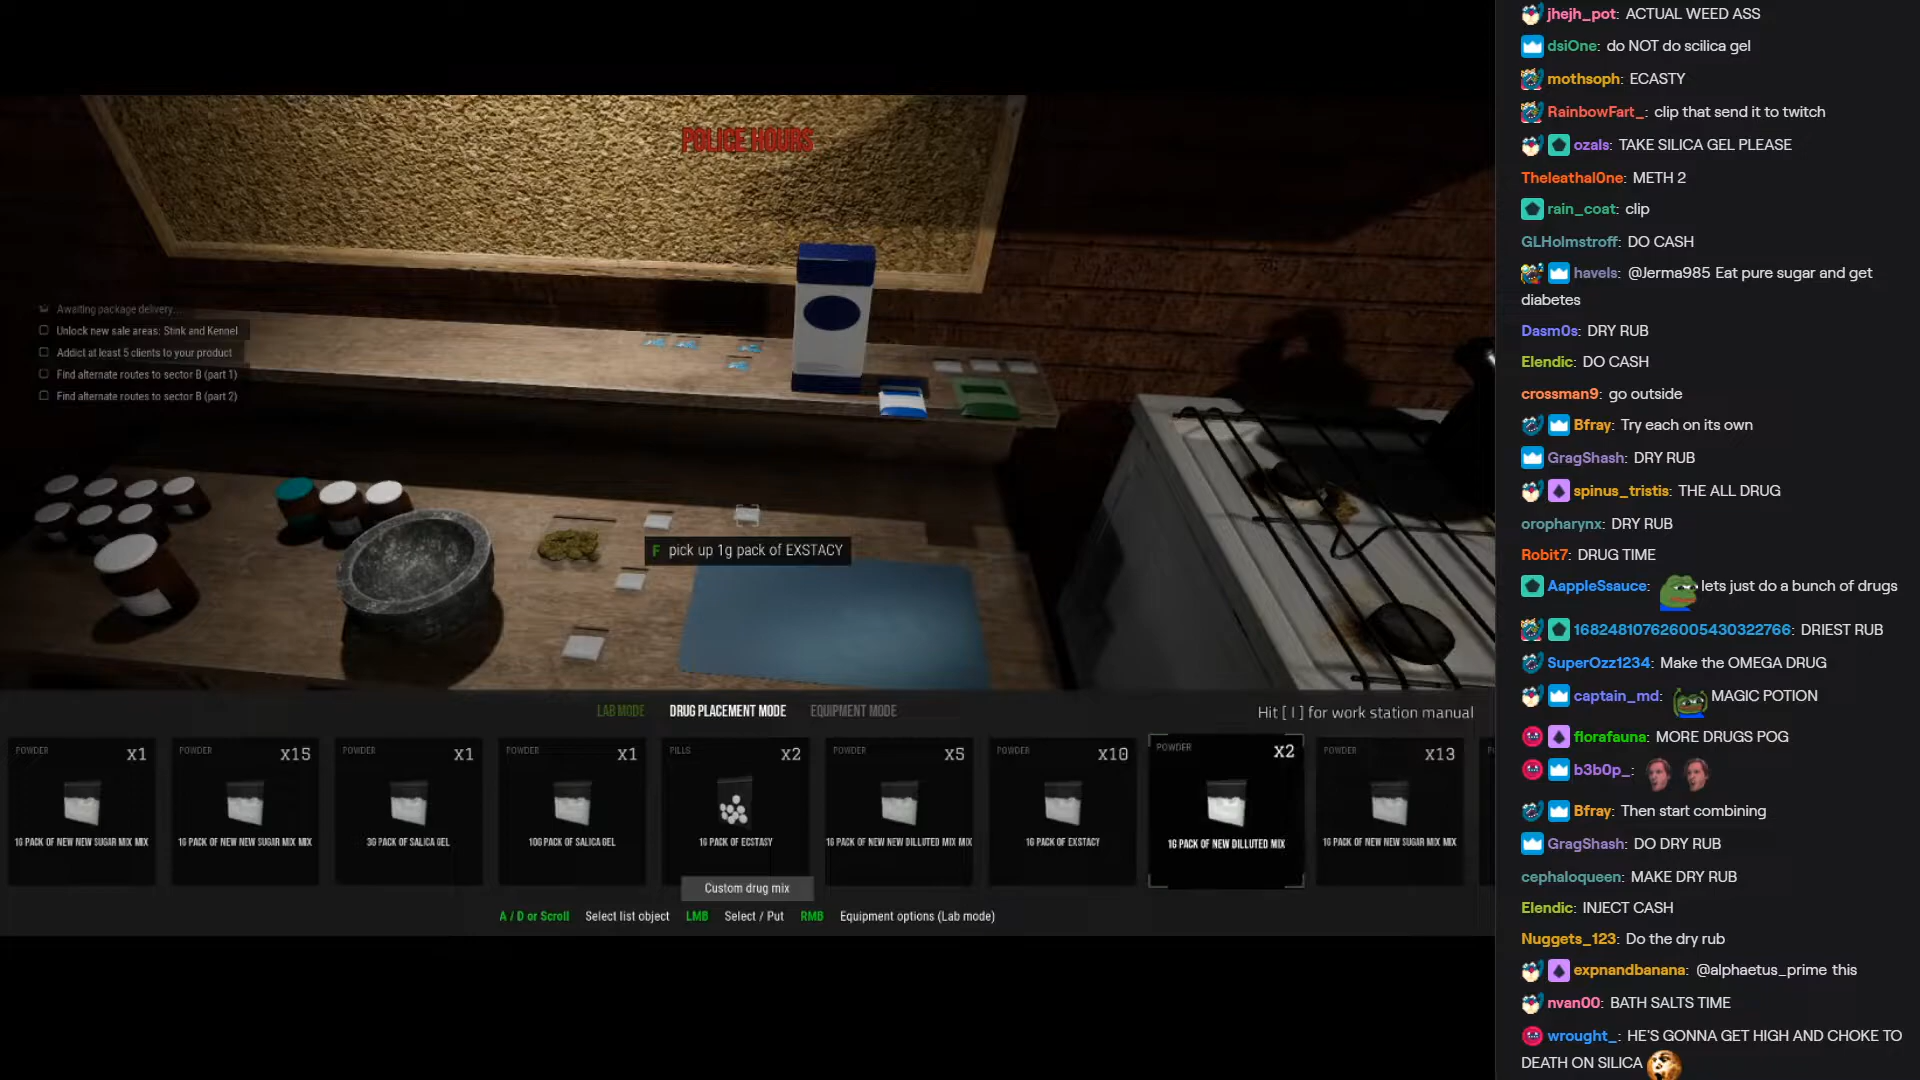 POLICE HOURS
Awaiting package delivery...
Unlock new sale areas: Stink and Kennel
Addict at least 5 clients to your product
Find alternate routes to sector B (part 1)
Find alternate routes to sector B (part 2)
F pick up 1g pack of EXSTACY
LAB MODE DRUG PLACEMENT MODE EQUIPMENT MODE
Hit [ I ] for work station manual
POWDER X1
1G PACK OF NEW NEW SUGAR MIX MIX
POWDER X15
1G PACK OF NEW NEW SUGAR MIX MIX
POWDER X1
3G PACK OF SALICA GEL
POWDER X1
10G PACK OF SALICA GEL
PILLS X2
1G PACK OF ECSTASY
POWDER X5
1G PACK OF NEW NEW DILLUTED MIX MIX
POWDER X10
1G PACK OF EXSTACY
POWDER X2
1G PACK OF NEW DILLUTED MIX
POWDER X13
1G PACK OF NEW NEW SUGAR MIX MIX
Custom drug mix
A / D or Scroll Select list object LMB Select / Put RMB Equipment options (Lab mode)
jhejh_pot: ACTUAL WEED ASS
dsiOne: do NOT do scilica gel
mothsoph: ECASTY
RainbowFart_: clip that send it to twitch
ozals: TAKE SILICA GEL PLEASE
Theleathal0ne: METH 2
rain_coat: clip
GLHolmstroff: DO CASH
havels: @Jerma985 Eat pure sugar and get
diabetes
Dasm0s: DRY RUB
Elendic: DO CASH
crossman9: go outside
Bfray: Try each on its own
GragShash: DRY RUB
spinus_tristis: THE ALL DRUG
oropharynx: DRY RUB
Robit7: DRUG TIME
AappleSsauce: lets just do a bunch of drugs
168248107626005430322766: DRIEST RUB
SuperOzz1234: Make the OMEGA DRUG
captain_md: MAGIC POTION
florafauna: MORE DRUGS POG
b3b0p_:
Bfray: Then start combining
GragShash: DO DRY RUB
cephaloqueen: MAKE DRY RUB
Elendic: INJECT CASH
Nuggets_123: Do the dry rub
expnandbanana: @alphaetus_prime this
nvan00: BATH SALTS TIME
wrought_: HE'S GONNA GET HIGH AND CHOKE TO
DEATH ON SILICA